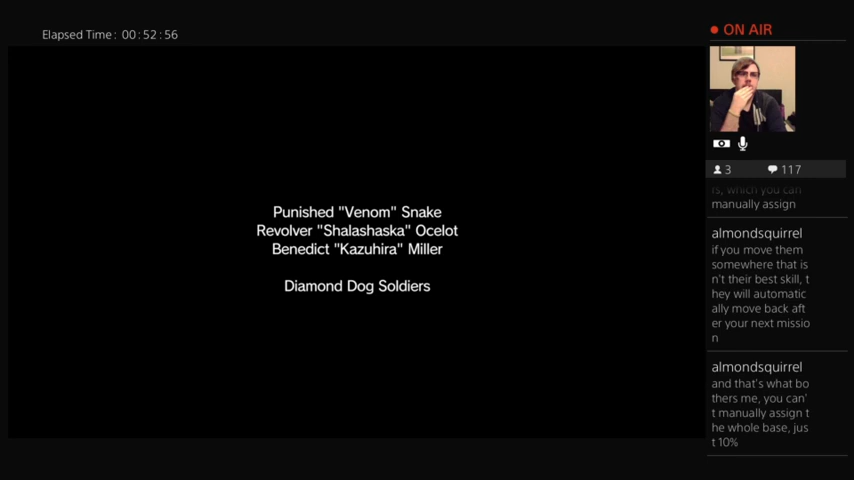 Elapsed Time: 00:52:56
ON AIR
3 117
Punished "Venom" Snake
Revolver "Shalashaska" Ocelot
Benedict "Kazuhira" Miller
Diamond Dog Soldiers
is, which you can
manually assign
almondsquirrel
if you move them
somewhere that is
n't their best skill, t
hey will automatic
ally move back aft
er your next missio
n
almondsquirrel
and that's what bo
thers me, you can'
t manually assign t
he whole base, jus
t 10%